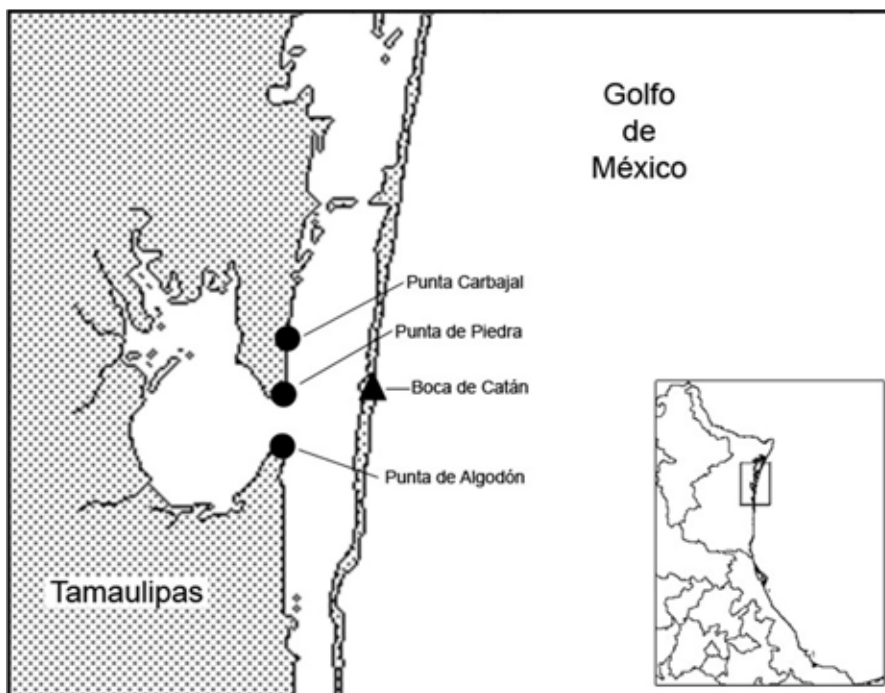 Golfo
de
México
Punta Carbajal
Punta de Piedra
Boca de Catán
Punta de Algodón
Tamaulipas